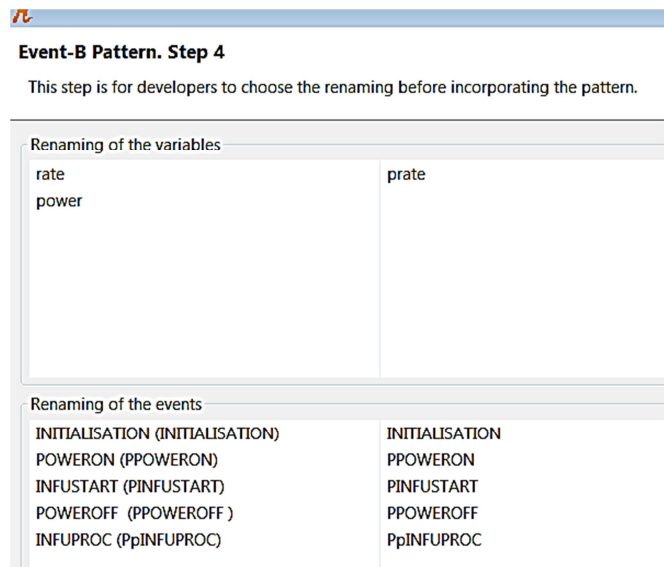 Event-B Pattern. Step 4
This step is for developers to choose the renaming before incorporating the pattern.
Renaming of the variables
rate prate
power
Renaming of the events
INITIALISATION (INITIALISATION) INITIALISATION
POWERON (PPOWERON) PPOWERON
INFUSTART (PINFUSTART) PINFUSTART
POWEROFF (PPOWEROFF ) PPOWEROFF
INFUPROC (PpINFUPROC) PpINFUPROC